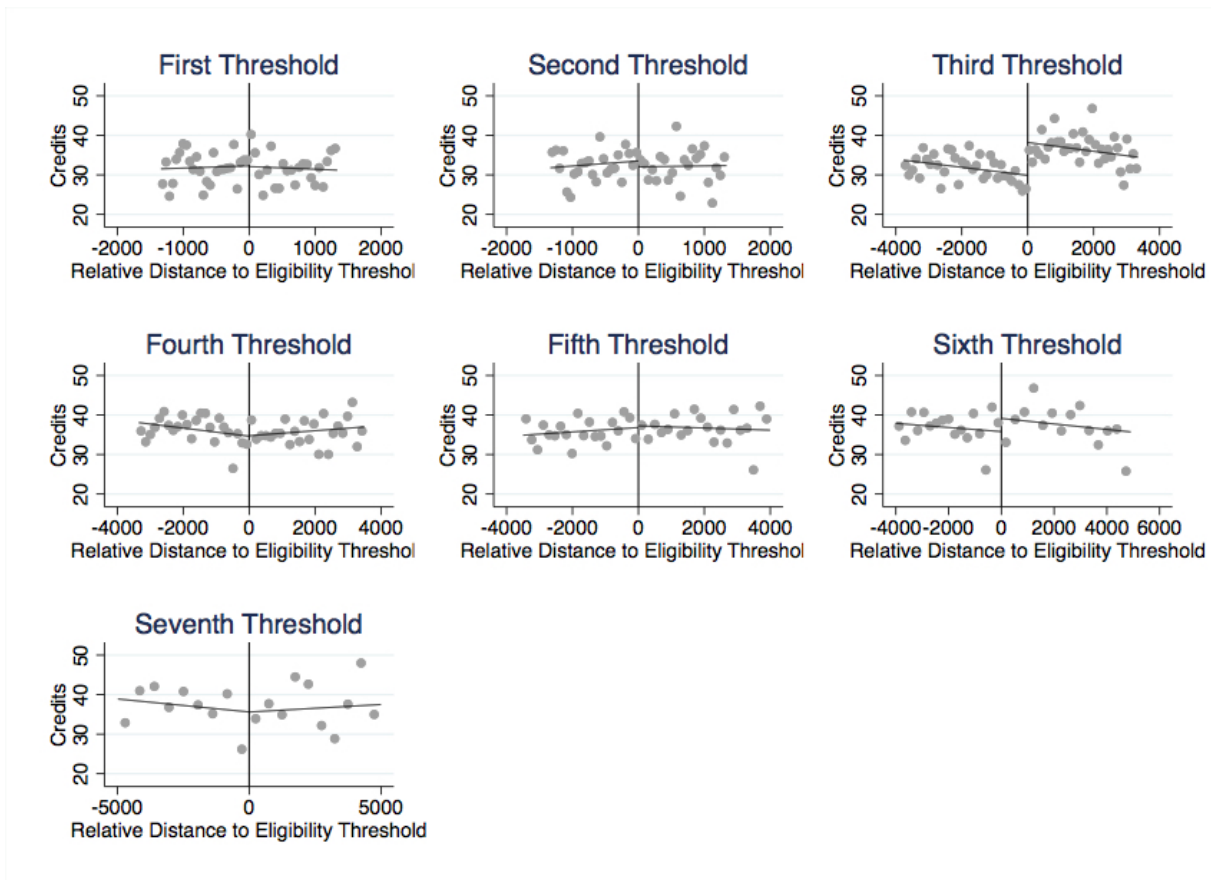 First Threshold
50
40
30
20
Credits
-2000 -1000 0 1000 2000
Relative Distance to Eligibility Threshol
Second Threshold
50
40
30
20
Credits
-2000 -1000 0 1000 2000
Relative Distance to Eligibility Threshol
Third Threshold
50
40
30
20
Credits
-4000 -2000 0 2000 4000
Relative Distance to Eligibility Threshold
Fourth Threshold
50
40
30
20
Credits
-4000 -2000 0 2000 4000
Relative Distance to Eligibility Threshol
Fifth Threshold
50
40
30
20
Credits
-4000 -2000 0 2000 4000
Relative Distance to Eligibility Threshol
Sixth Threshold
50
40
30
20
Credits
-4000 -2000 0 2000 4000 6000
Relative Distance to Eligibility Threshold
Seventh Threshold
50
40
30
20
Credits
-5000 0 5000
Relative Distance to Eligibility Threshold